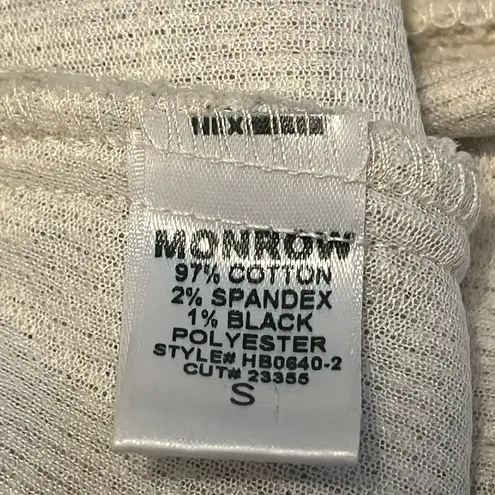 MONROW
97% COTTON
2% SPANDEX
1% BLACK
POLYESTER
STYLE# HB0640-2
CUT# 23355
S